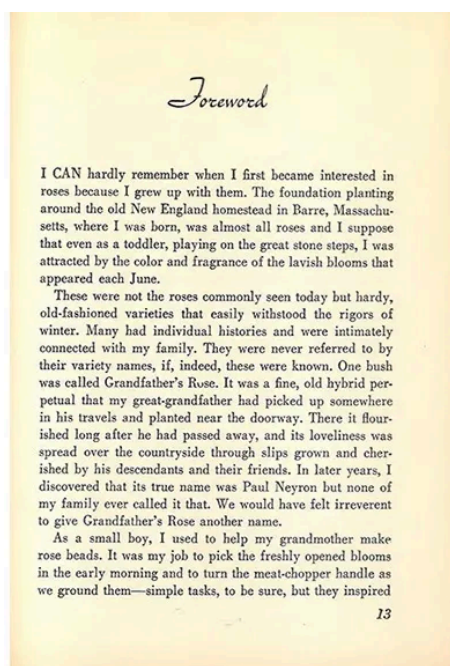 Foreword
I CAN hardly remember when I first became interested in
roses because I grew up with them. The foundation planting
around the old New England homestead in Barre, Massachu-
setts, where I was born, was almost all roses and I suppose
that even as a toddler, playing on the great stone steps, I was
attracted by the color and fragrance of the lavish blooms that
appeared each June.
These were not the roses commonly seen today but hardy,
old-fashioned varieties that easily withstood the rigors of
winter. Many had individual histories and were intimately
connected with my family. They were never referred to by
their variety names, if, indeed, these were known. One bush
was called Grandfather's Rose. It was a fine, old hybrid per-
petual that my great-grandfather had picked up somewhere
in his travels and planted near the doorway. There it flour-
ished long after he had passed away, and its loveliness was
spread over the countryside through slips grown and cher-
ished by his descendants and their friends. In later years, I
discovered that its true name was Paul Neyron but none of
my family ever called it that. We would have felt irreverent
to give Grandfather's Rose another name.
As a small boy, I used to help my grandmother make
rose beads. It was my job to pick the freshly opened blooms
in the early morning and to turn the meat-chopper handle as
we ground them—simple tasks, to be sure, but they inspired
13